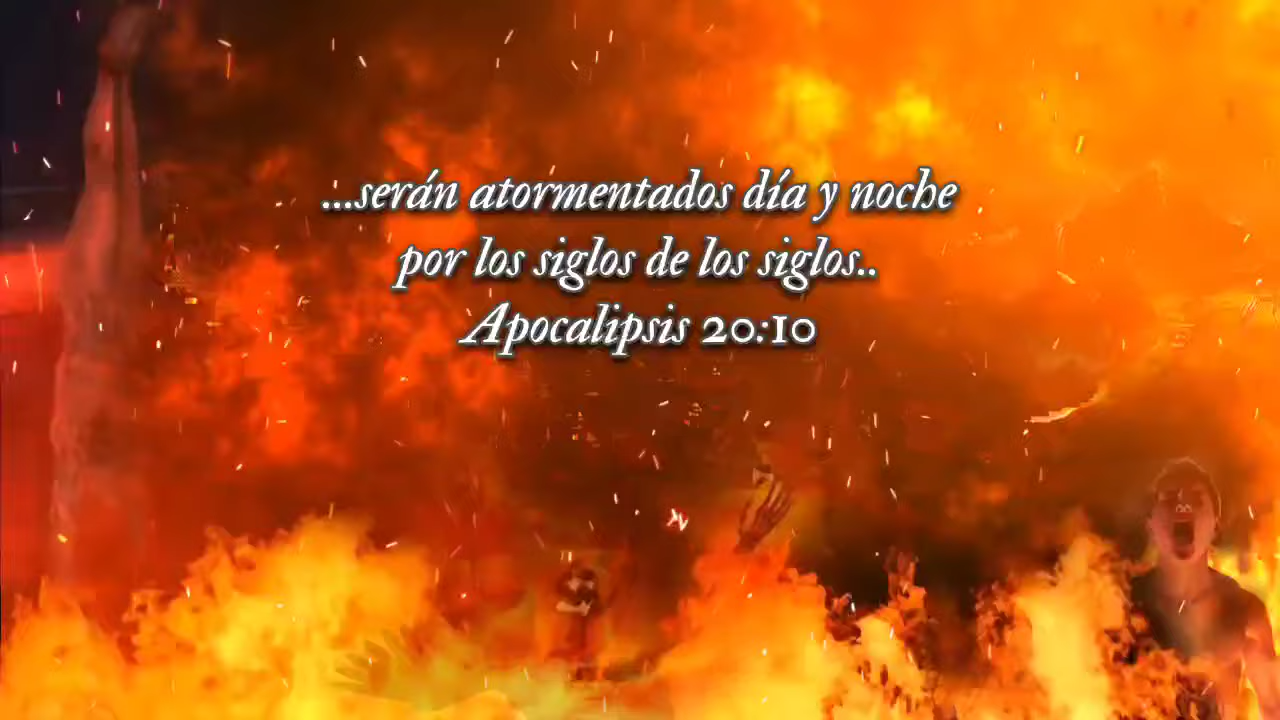 ...serán atormentados día y noche
por los siglos de los siglos..
Apocalipsis 20:10